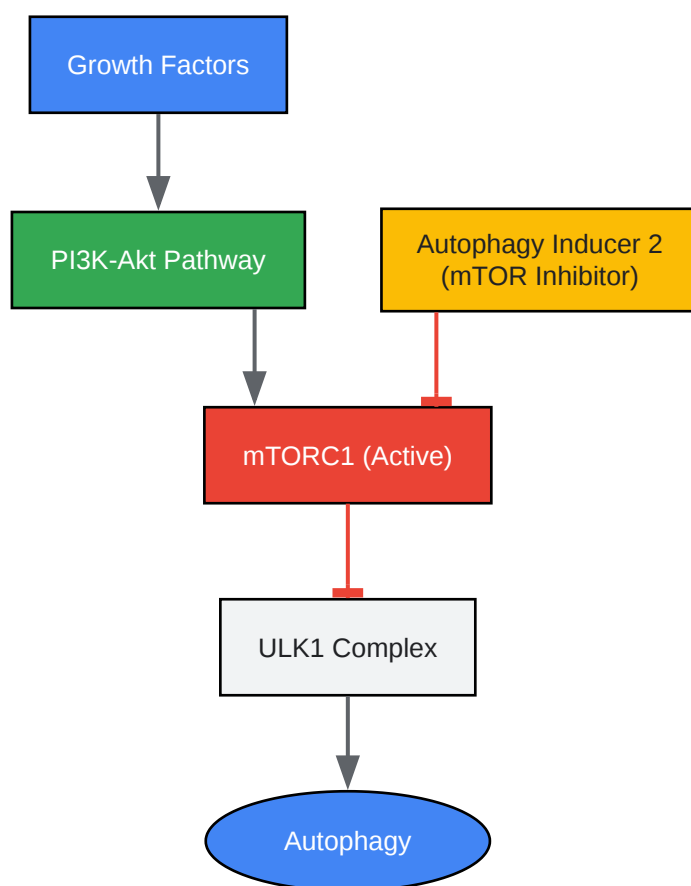 Growth Factors
PI3K-Akt Pathway
Autophagy Inducer 2
(mTOR Inhibitor)
mTORC1 (Active)
ULK1 Complex
Autophagy